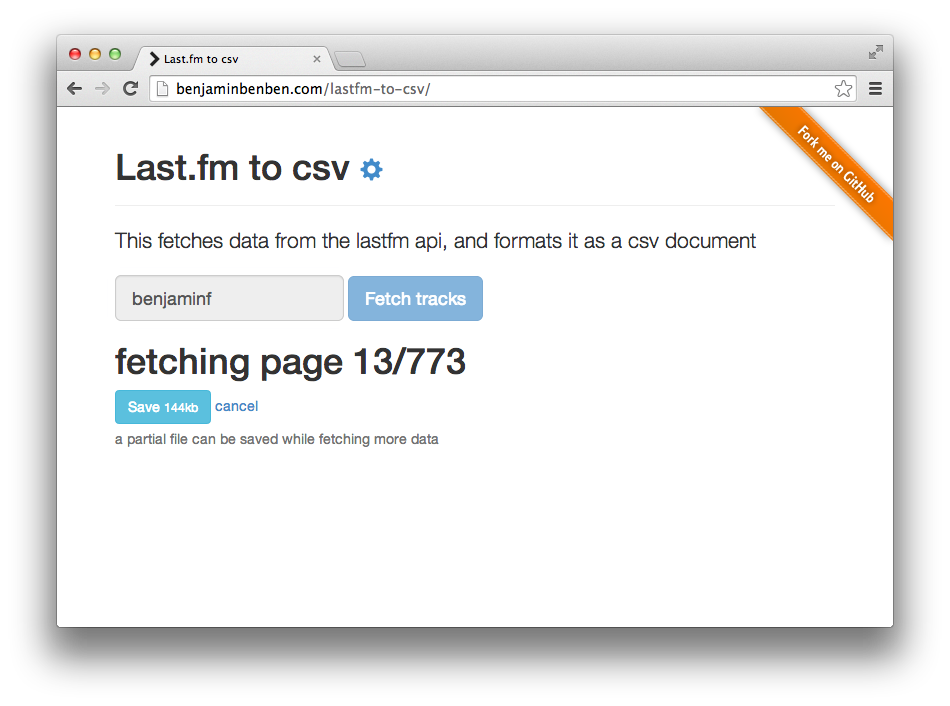 Last.fm to csv
benjaminbenben.com/lastfm-to-csv/
Fork me on GitHub
Last.fm to csv
This fetches data from the lastfm api, and formats it as a csv document
benjaminf Fetch tracks
fetching page 13/773
Save 144kb cancel
a partial file can be saved while fetching more data